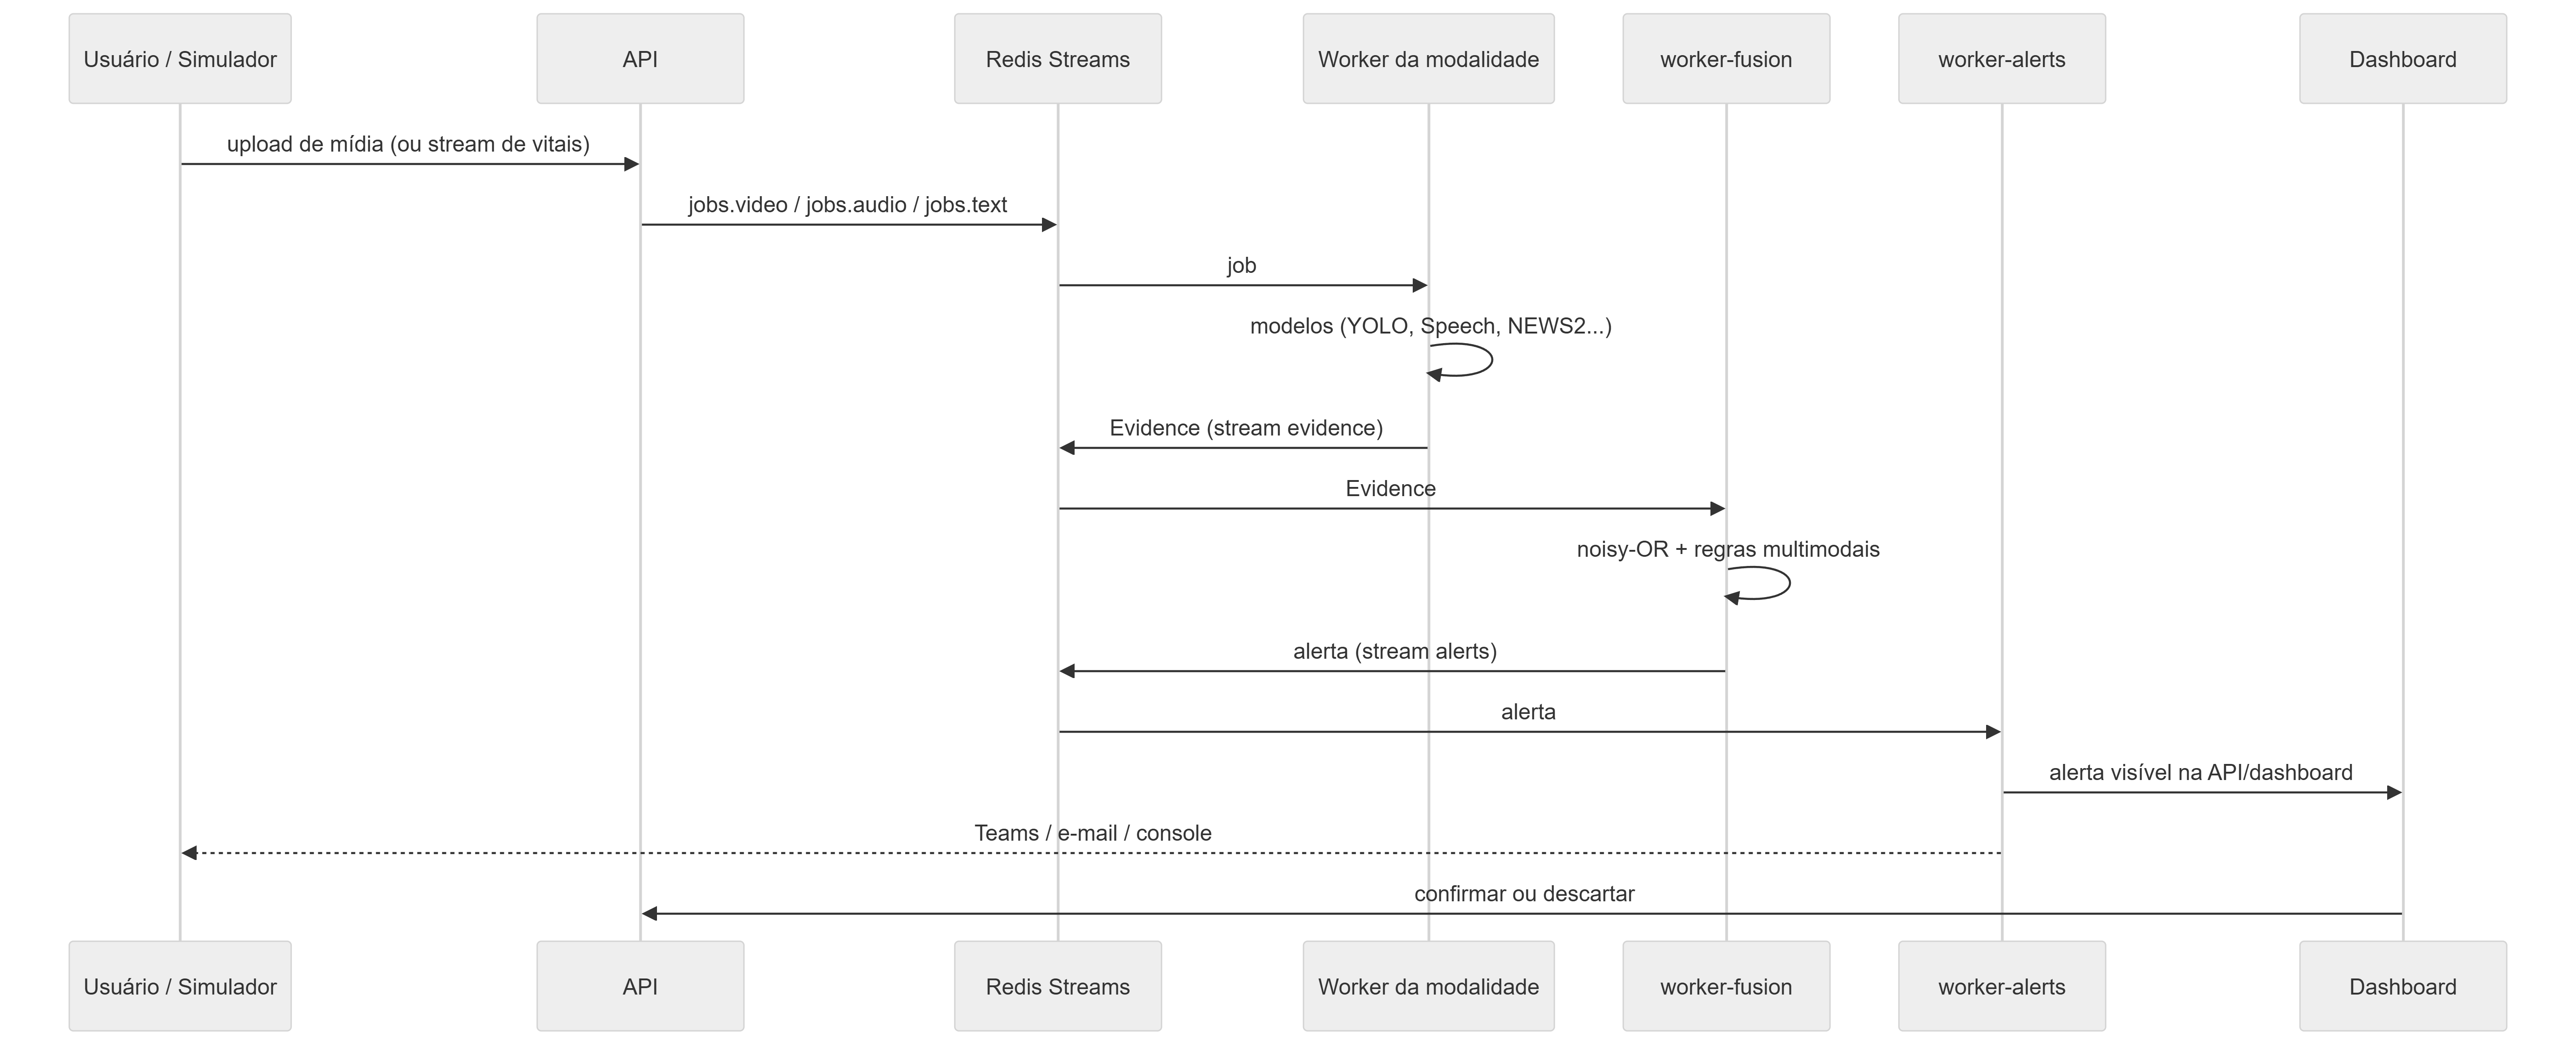 Usuário / Simulador
API
Redis Streams
Worker da modalidade
worker-fusion
worker-alerts
Dashboard
upload de mídia (ou stream de vitais)
jobs.video / jobs.audio / jobs.text
job
modelos (YOLO, Speech, NEWS2...)
Evidence (stream evidence)
Evidence
noisy-OR + regras multimodais
alerta (stream alerts)
alerta
alerta visível na API/dashboard
Teams / e-mail / console
confirmar ou descartar
Usuário / Simulador
API
Redis Streams
Worker da modalidade
worker-fusion
worker-alerts
Dashboard